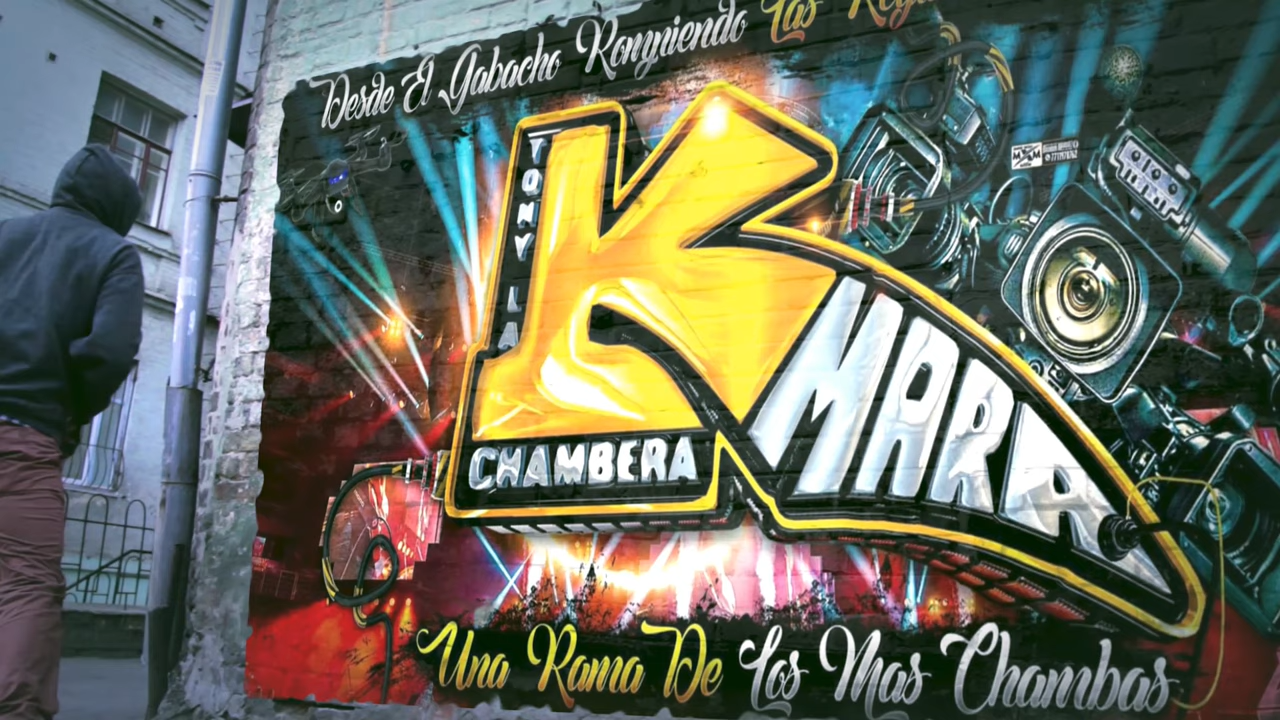 Desde El Gabacho Rompiendo Las
TONY LA
K
MARA
CHAMBERA
Una Rama De Los Mas Chambas